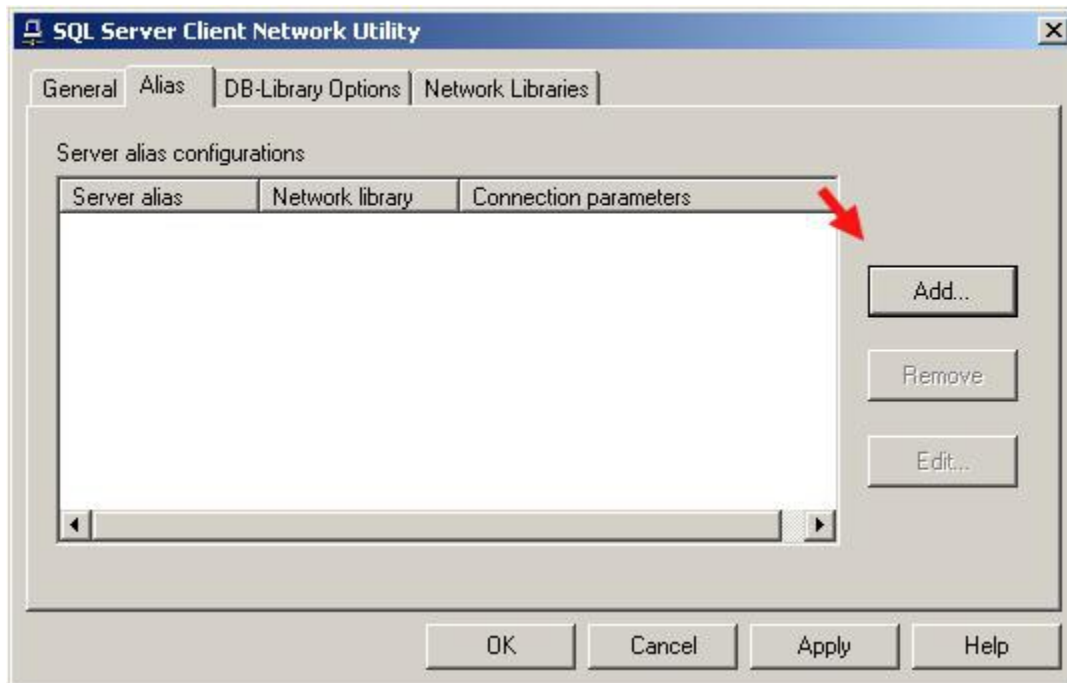 SQL Server Client Network Utility
General Alias DB-Library Options Network Libraries
Server alias configurations
Server alias Network library Connection parameters
Add...
Remove
Edit...
OK Cancel Apply Help